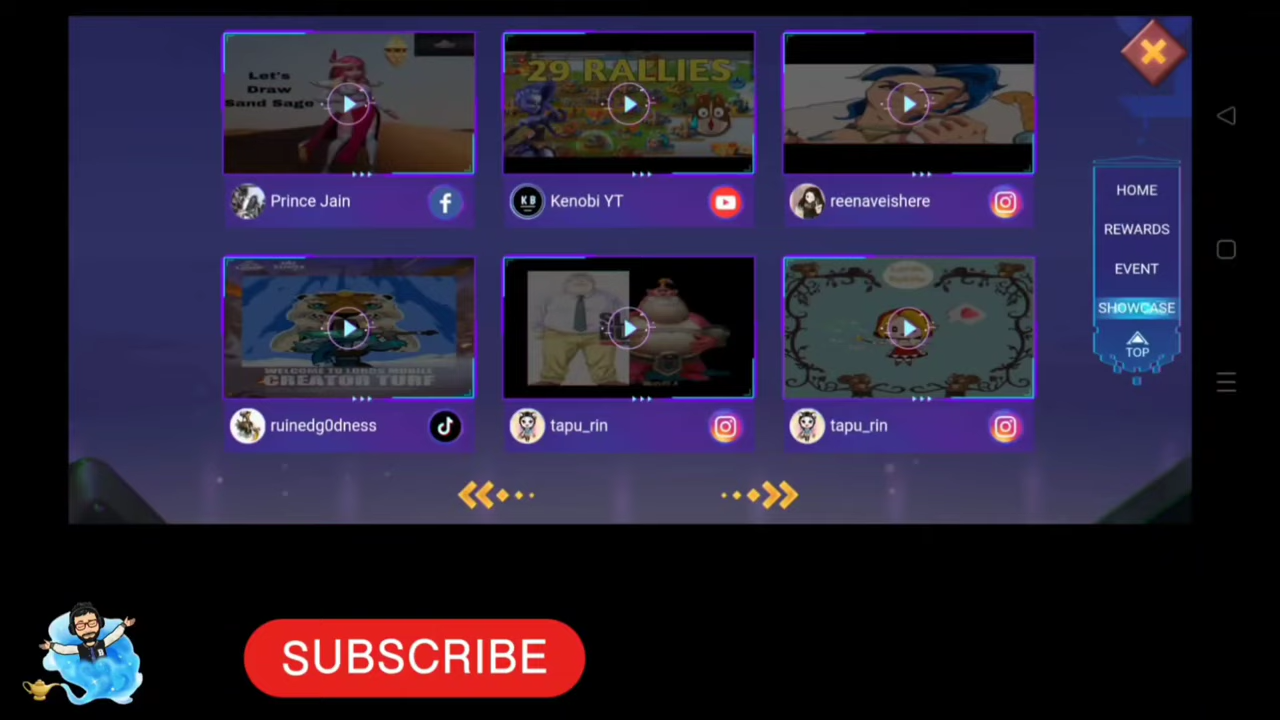 Let's
Draw
Sand Sage
29 RALLIES
Prince Jain
KB
Kenobi YT
reenaveishere
WELCOME TO LORDS MOBILE
CREATOR TURF
ruinedg0dness
tapu_rin
tapu_rin
HOME
REWARDS
EVENT
SHOWCASE
TOP
SUBSCRIBE